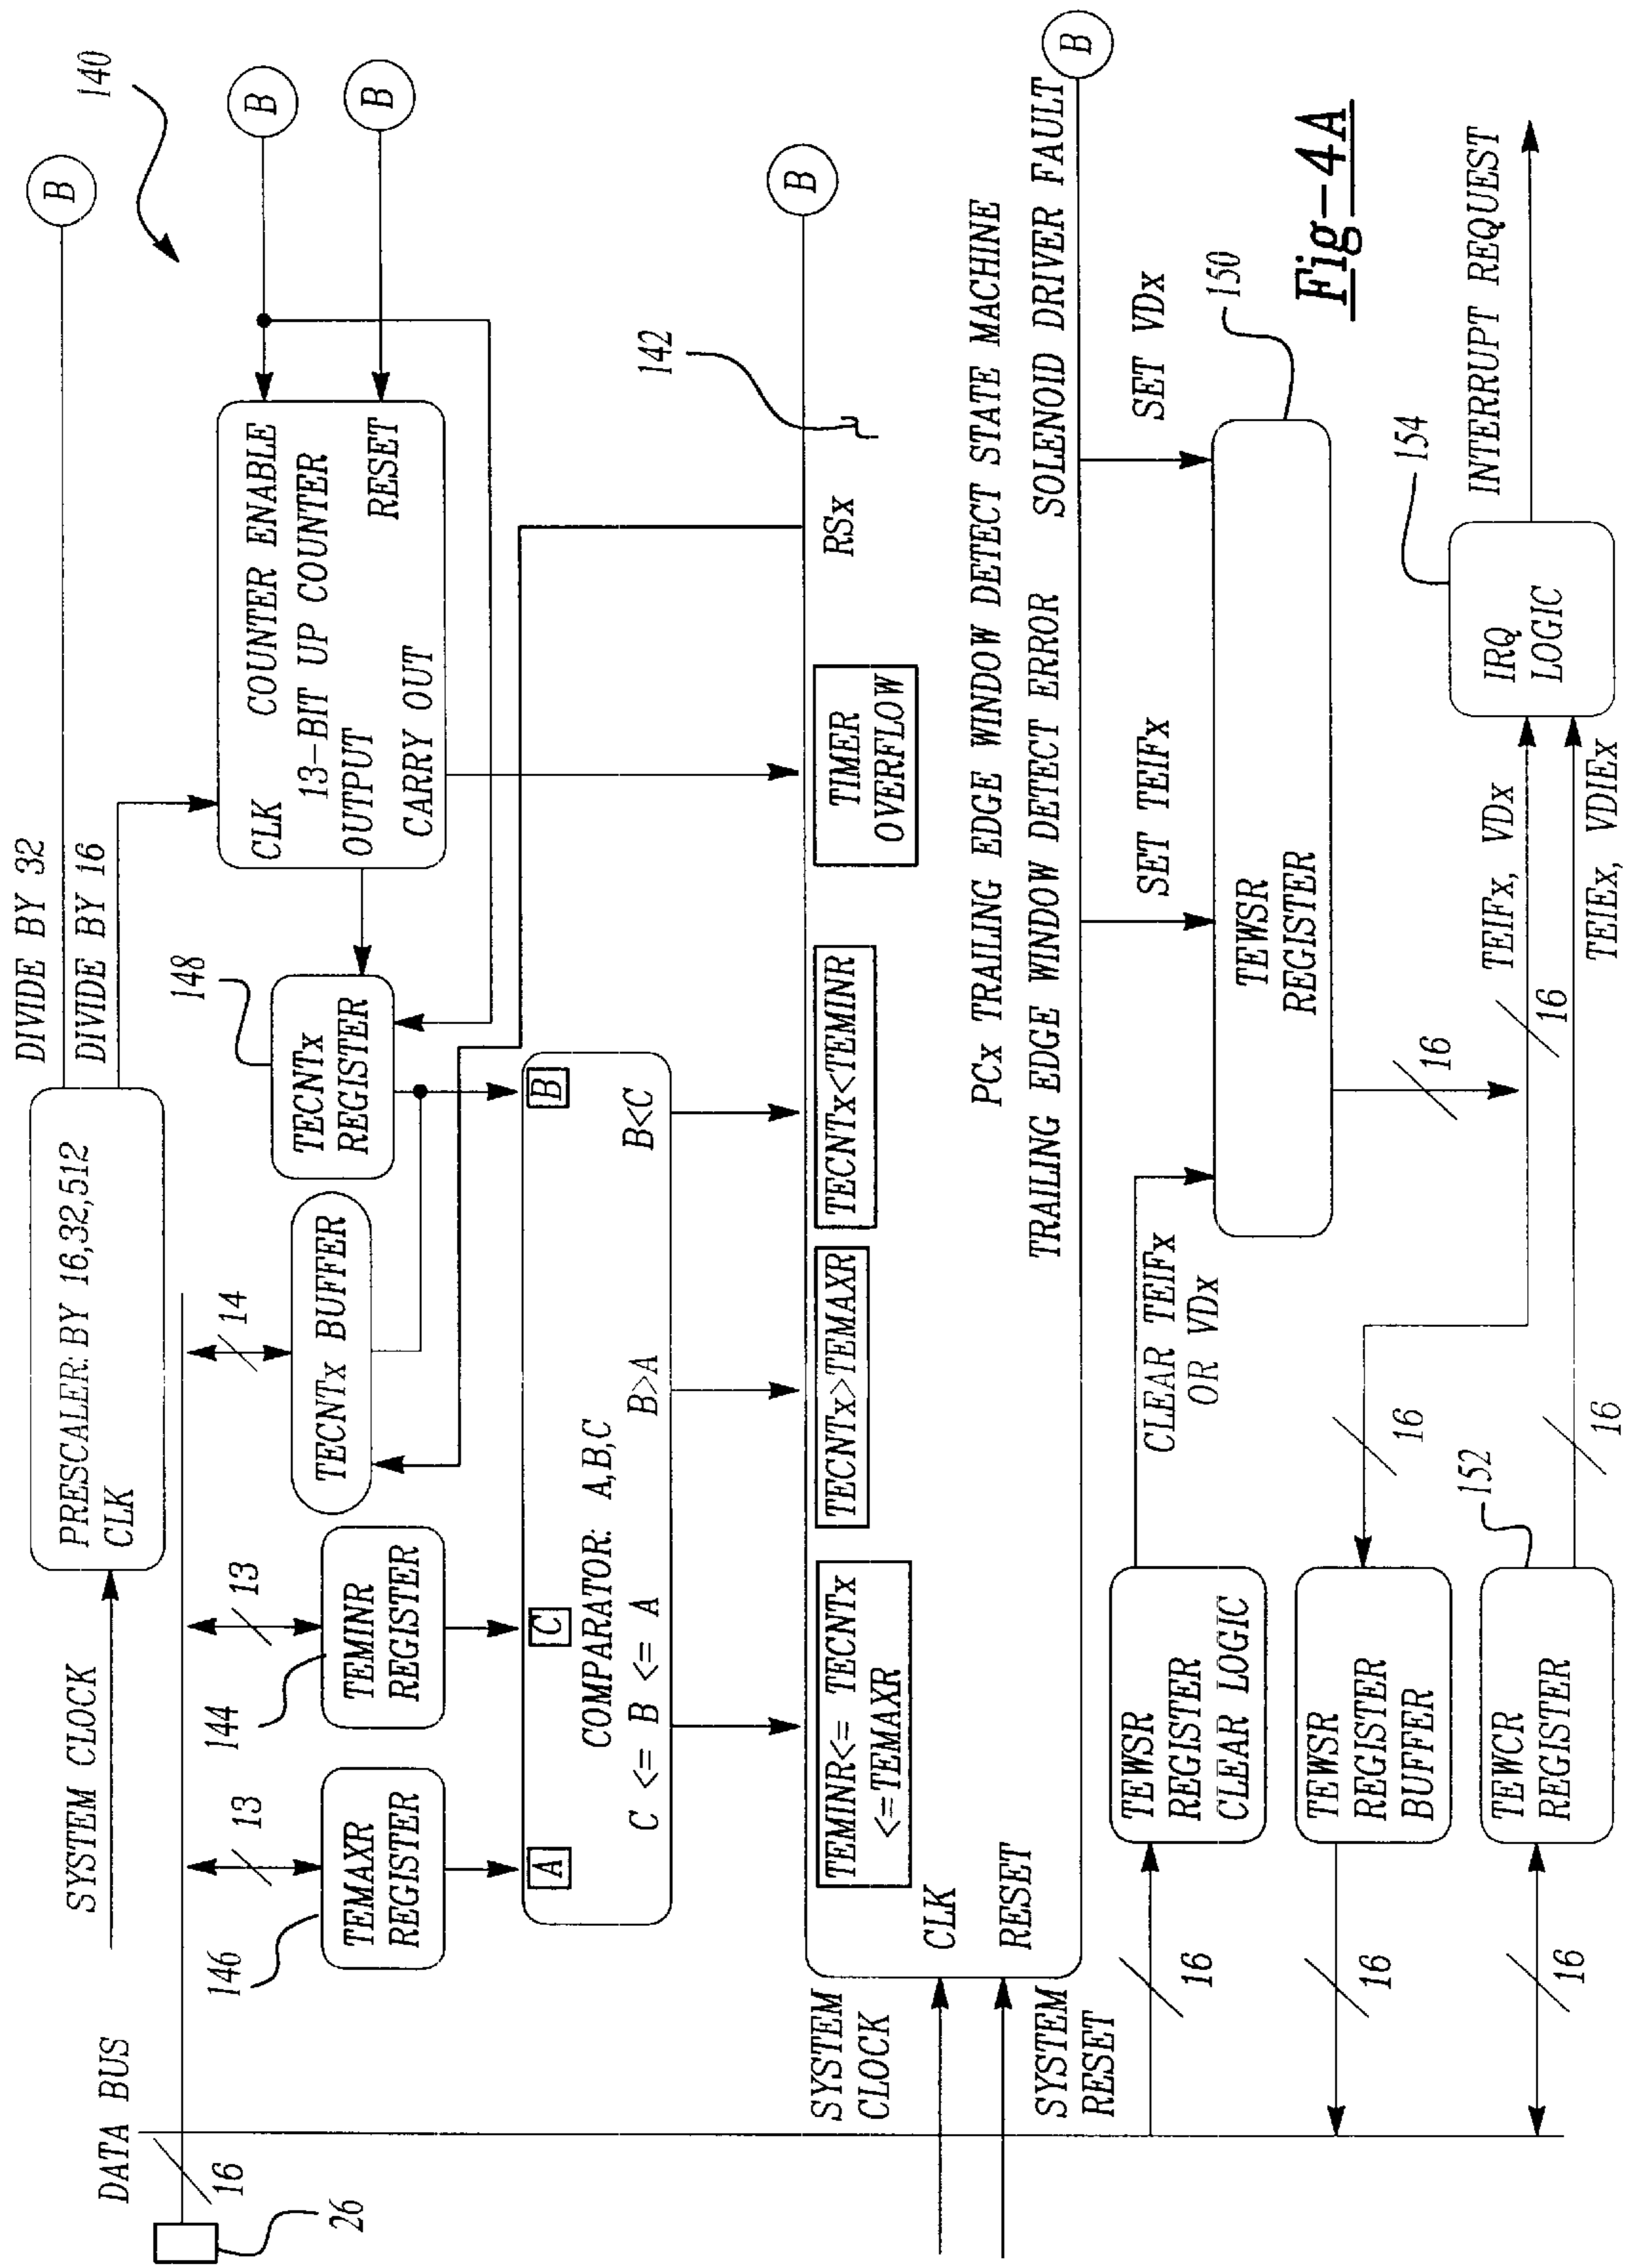 DATA BUS
16
26
SYSTEM CLOCK
PRESCALER: BY 16,32,512
CLK
DIVIDE BY 32
DIVIDE BY 16
B
140
B
B
COUNTER ENABLE
CLK
13-BIT UP COUNTER
OUTPUT
RESET
CARRY OUT
146
13
TEMAXR
REGISTER
144
13
TEMINR
REGISTER
14
TECNTx BUFFER
148
TECNTx
REGISTER
A
C
B
COMPARATOR: A,B,C
C <= B <= A
B>A
B<C
142
B
SYSTEM
CLOCK
SYSTEM
RESET
CLK
RESET
TEMINR<= TECNTx
<=TEMAXR
TECNTx>TEMAXR
TECNTx<TEMINR
TIMER
OVERFLOW
RSx
PCx TRAILING EDGE WINDOW DETECT STATE MACHINE
TRAILING EDGE WINDOW DETECT ERROR
SOLENOID DRIVER FAULT
B
16
TEWSR
REGISTER
CLEAR LOGIC
CLEAR TEIFx
OR VDx
SET TEIFx
SET VDx
150
TEWSR
REGISTER
16
16
TEWSR
REGISTER
BUFFER
16
TEIFx, VDx
16
16
TEWCR
REGISTER
152
16
TEIEx, VDIEx
154
IRQ
LOGIC
INTERRUPT REQUEST
Fig-4A